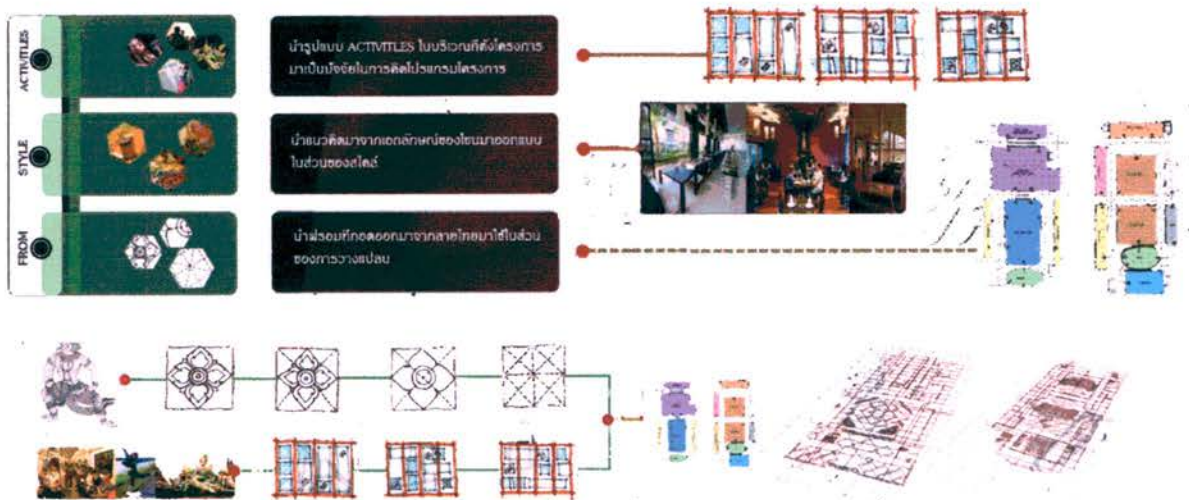 ACTIVITLES
นำรูปแบบ ACTIVITLES ในบริเวณที่ตั้งโครงการ
มาเป็นปัจจัยในการคิดโปรแกรมโครงการ
STYLE
นำแนวคิดมาจากเอกลักษณ์ของโขนมาออกแบบ
ในส่วนของสไตล์
FROM
นำฟรอมที่ถอดออกมาจากลายไทยมาใช้ในส่วน
ของการวางแปลน